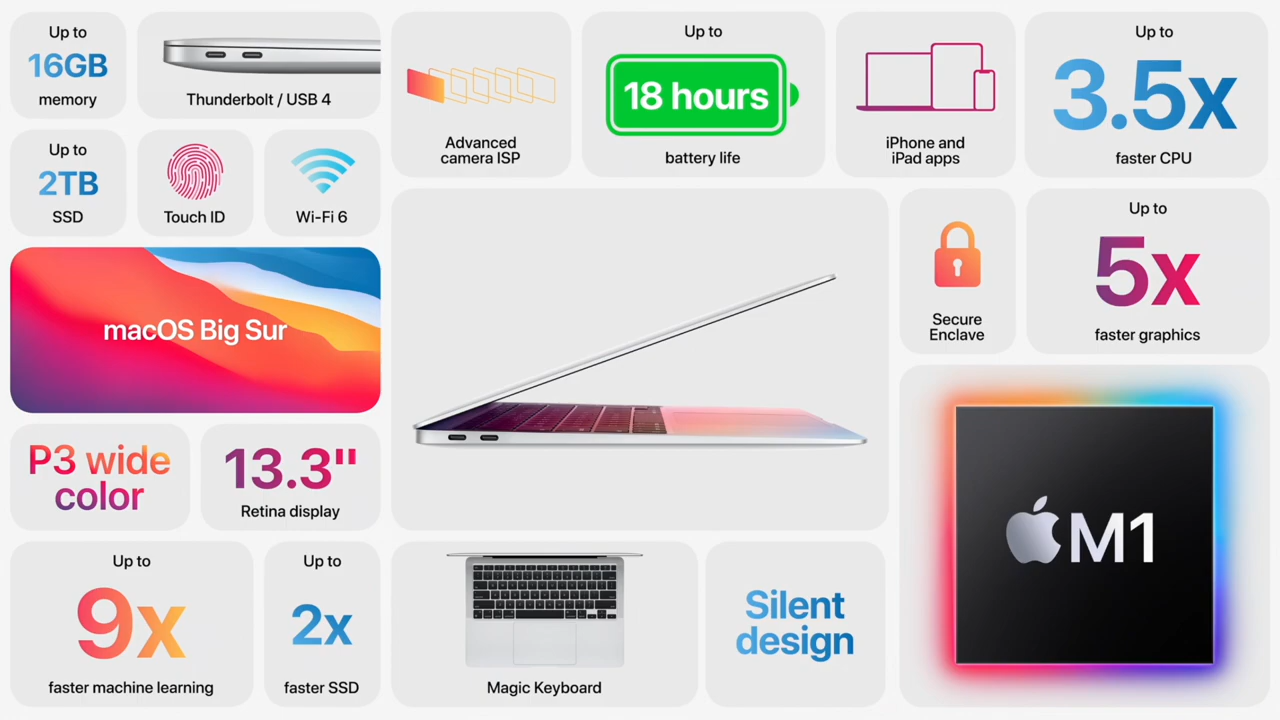 Up to
16GB
memory
Thunderbolt / USB 4
Advanced
camera ISP
Up to
18 hours
battery life
iPhone and
iPad apps
Up to
3.5x
faster CPU
Up to
2TB
SSD
Touch ID
Wi-Fi 6
Secure
Enclave
Up to
5x
faster graphics
macOS Big Sur
P3 wide
color
13.3"
Retina display
M1
Up to
9x
faster machine learning
Up to
2x
faster SSD
Magic Keyboard
Silent
design